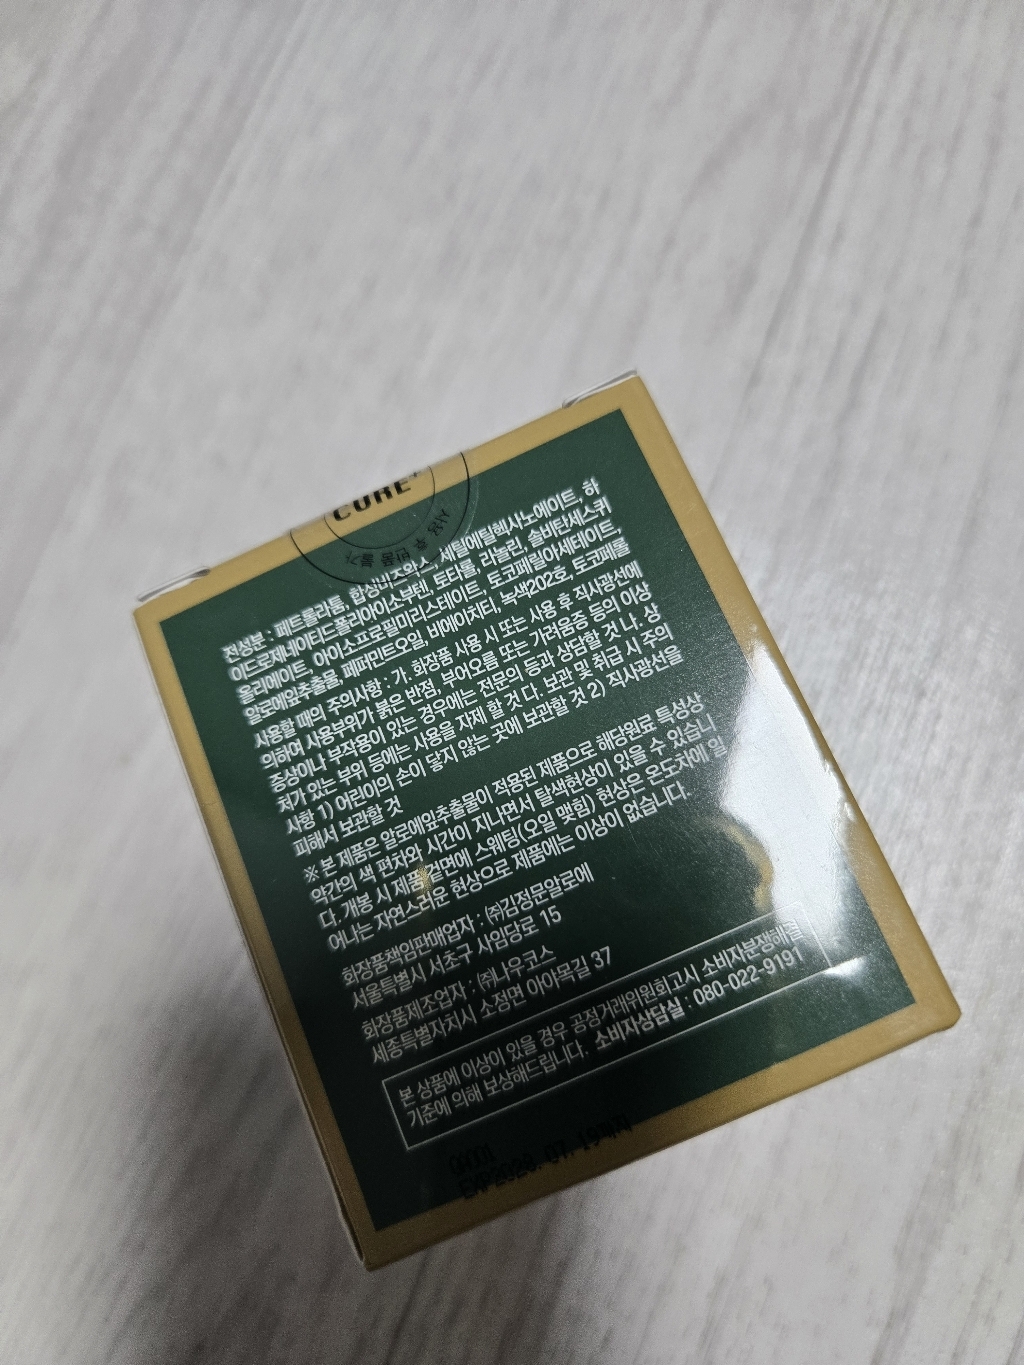 CURE+
사용 후 반품 불가
전성분 : 페트롤라툼, 합성비즈왁스, 세틸에틸헥사노에이트, 하
이드로제네이티드폴리아이소부텐, 토타롤, 라놀린, 솔비탄세스퀴
올리에이트, 아이소프로필미리스테이트, 토코페릴아세테이트,
알로에잎추출물, 페퍼민트오일, 비에이치티, 녹색202호, 토코페롤
사용할 때의 주의사항 : 가. 화장품 사용 시 또는 사용 후 직사광선에
의하여 사용부위가 붉은 반점, 부어오름 또는 가려움증 등의 이상
증상이나 부작용이 있는 경우에는 전문의 등과 상담할 것 나. 상
처가 있는 부위 등에는 사용을 자제 할 것 다. 보관 및 취급 시 주의
사항 1) 어린이의 손이 닿지 않는 곳에 보관할 것 2) 직사광선을
피해서 보관할 것
※ 본 제품은 알로에잎추출물이 적용된 제품으로 해당원료 특성상
약간의 색 편차와 시간이 지나면서 탈색현상이 있을 수 있습니
다. 개봉 시 제품 겉면에 스웨팅(오일 맺힘) 현상은 온도차에 일
어나는 자연스러운 현상으로 제품에는 이상이 없습니다.
화장품책임판매업자 : ㈜김정문알로에
서울특별시 서초구 사임당로 15
화장품제조업자 : ㈜나우코스
세종특별자치시 소정면 아야목길 37
본 상품에 이상이 있을 경우 공정거래위원회고시 소비자분쟁해결
기준에 의해 보상해드립니다. 소비자상담실 : 080-022-9191
00001
EXP2026. 07. 19까지